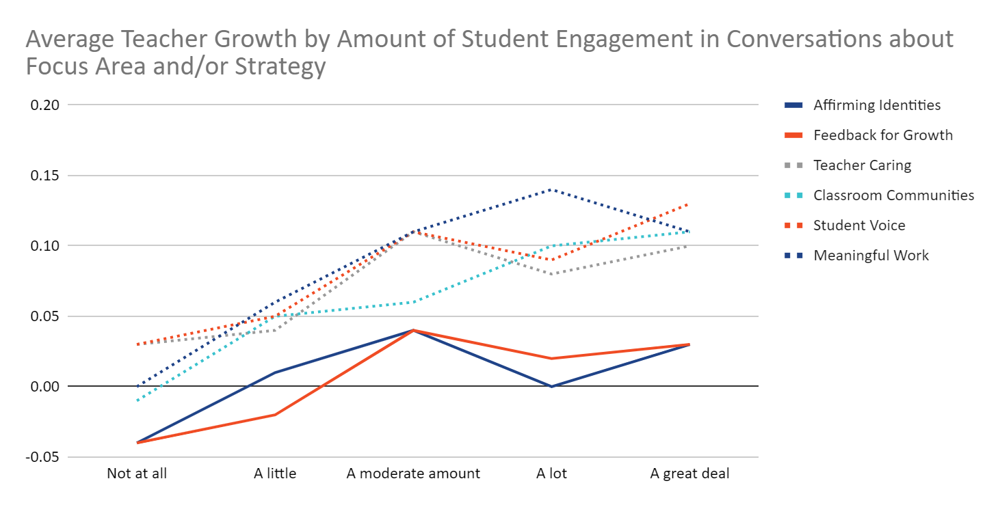 Average Teacher Growth by Amount of Student Engagement in Conversations about
Focus Area and/or Strategy
0.20
0.15
0.10
0.05
0.00
-0.05
Not at all
A little
A moderate amount
A lot
A great deal
Affirming Identities
Feedback for Growth
Teacher Caring
Classroom Communities
Student Voice
Meaningful Work